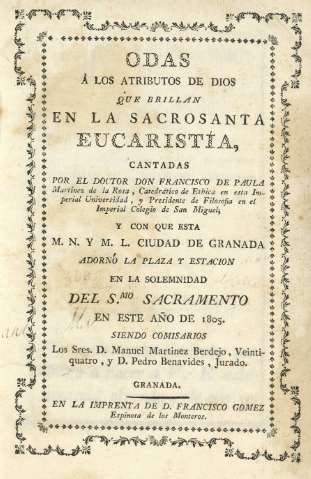 ODAS
Á LOS ATRIBUTOS DE DIOS
QUE BRILLAN
EN LA SACROSANTA
EUCARISTÍA,
CANTADAS
POR EL DOCTOR DON FRANCISCO DE PAULA
Martinez de la Rosa, Catedrático de Ethica en esta Im-
perial Universidad, y Presidente de Filosofia en el
Imperial Colegio de San Miguel,
Y CON QUE ESTA
M. N. Y M. L. CIUDAD DE GRANADA
ADORNÓ LA PLAZA Y ESTACION
EN LA SOLEMNIDAD
DEL S.MO SACRAMENTO
EN ESTE AÑO DE 1805.
SIENDO COMISARIOS
Los Sres. D. Manuel Martinez Berdejo, Veinti-
quatro, y D. Pedro Benavides, Jurado.
GRANADA.
EN LA IMPRENTA DE D. FRANCISCO GOMEZ
Espinosa de los Monteros.